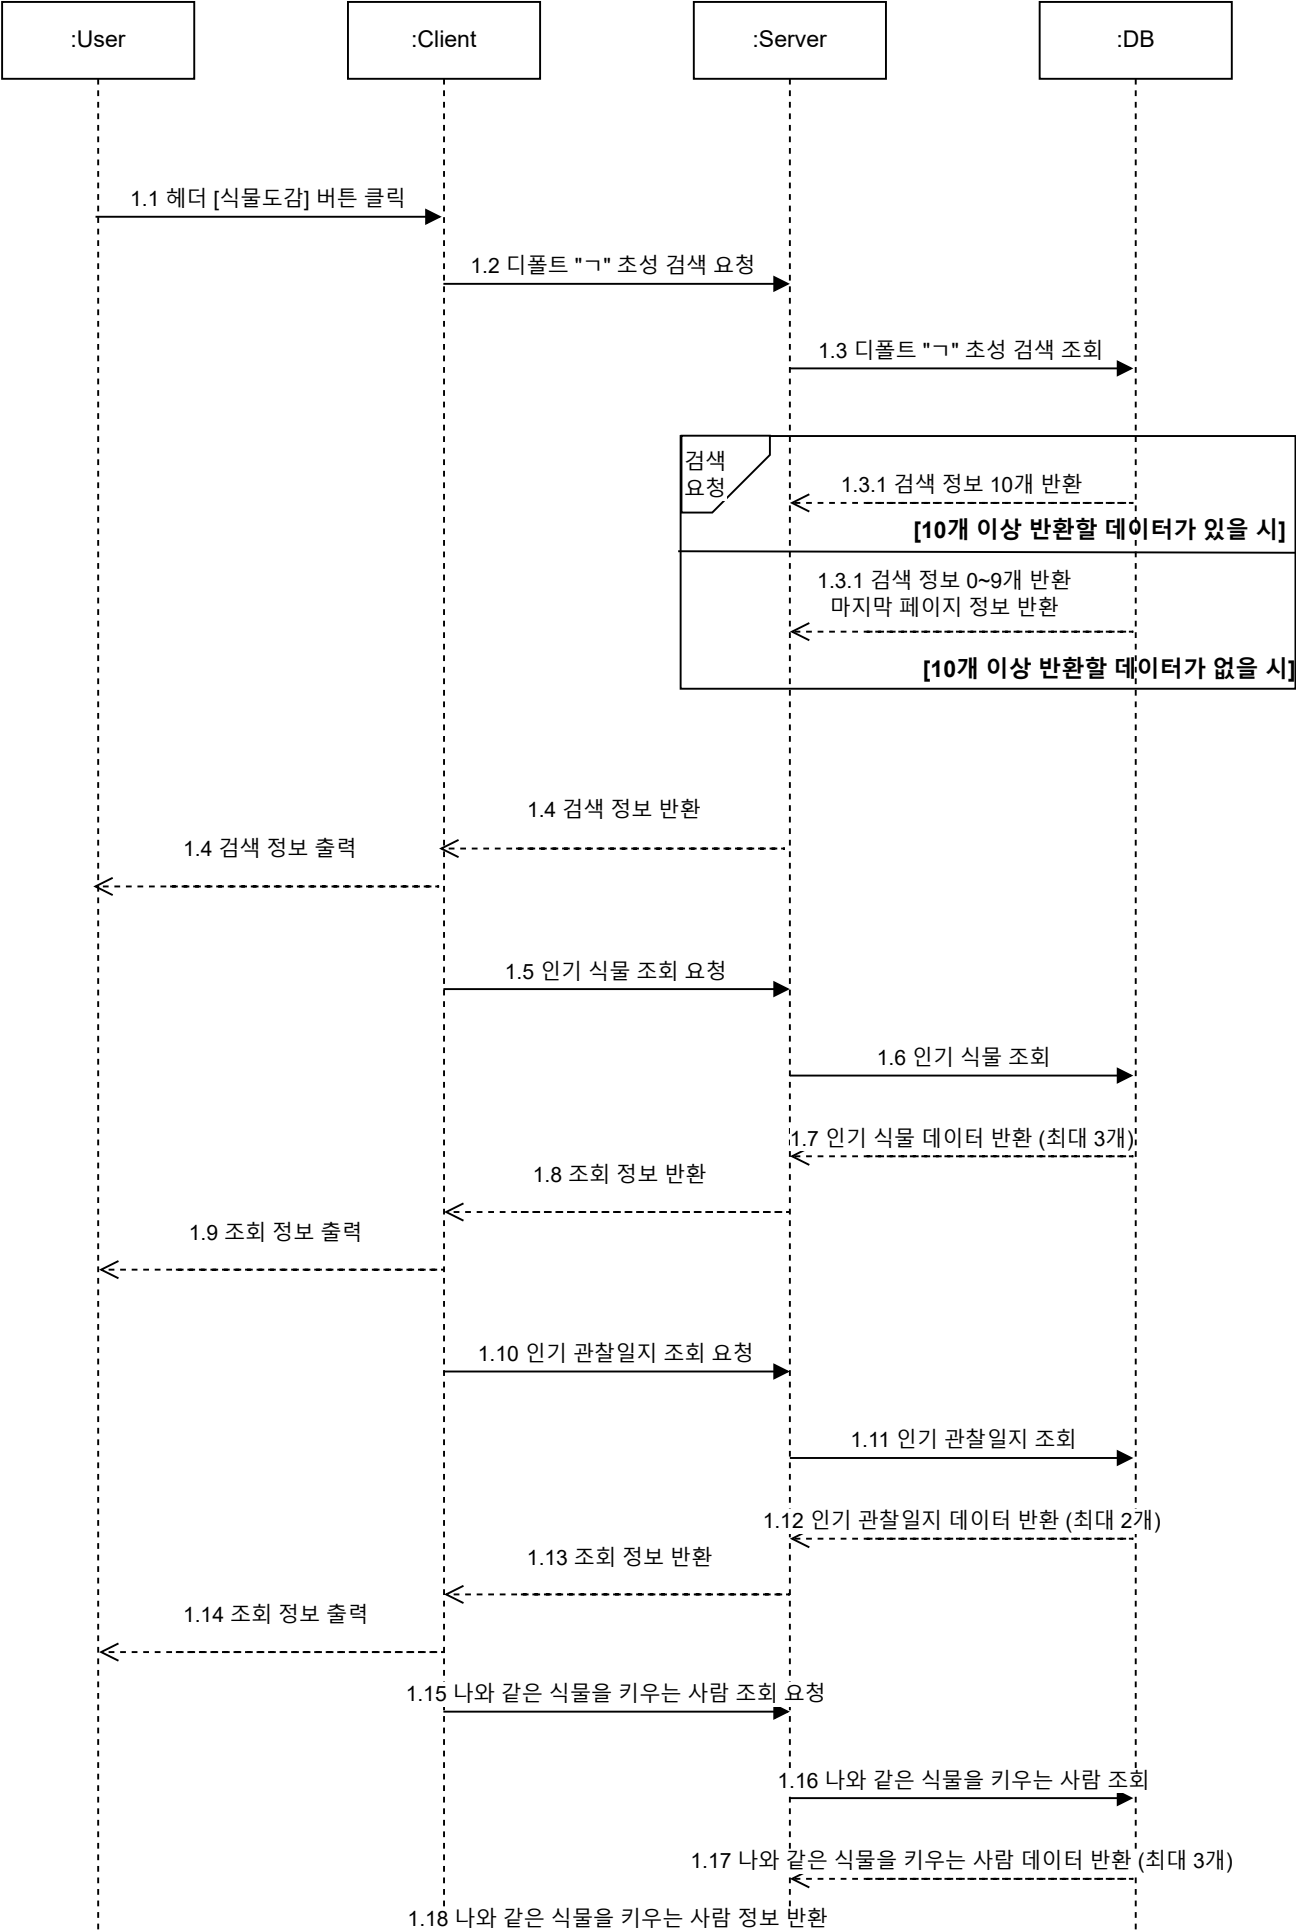 :User
:Client
:Server
:DB
1.1 헤더 [식물도감] 버튼 클릭
1.2 디폴트 "ㄱ" 초성 검색 요청
1.3 디폴트 "ㄱ" 초성 검색 조회
검색
요청
1.3.1 검색 정보 10개 반환
[10개 이상 반환할 데이터가 있을 시]
1.3.1 검색 정보 0~9개 반환
마지막 페이지 정보 반환
[10개 이상 반환할 데이터가 없을 시]
1.4 검색 정보 반환
1.4 검색 정보 출력
1.5 인기 식물 조회 요청
1.6 인기 식물 조회
1.7 인기 식물 데이터 반환 (최대 3개)
1.8 조회 정보 반환
1.9 조회 정보 출력
1.10 인기 관찰일지 조회 요청
1.11 인기 관찰일지 조회
1.12 인기 관찰일지 데이터 반환 (최대 2개)
1.13 조회 정보 반환
1.14 조회 정보 출력
1.15 나와 같은 식물을 키우는 사람 조회 요청
1.16 나와 같은 식물을 키우는 사람 조회
1.17 나와 같은 식물을 키우는 사람 데이터 반환 (최대 3개)
1.18 나와 같은 식물을 키우는 사람 정보 반환